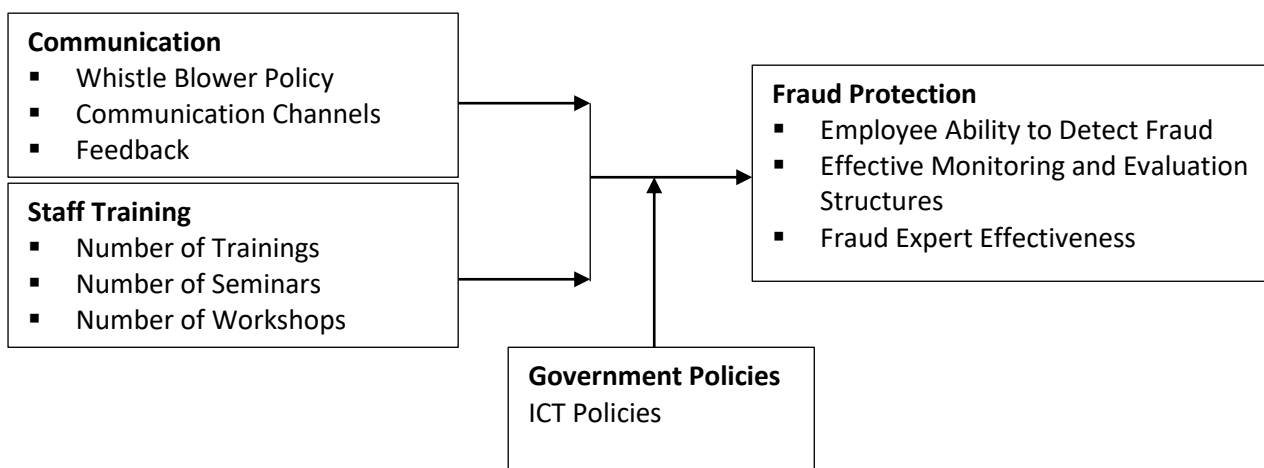 Communication
▪ Whistle Blower Policy
▪ Communication Channels
▪ Feedback
Staff Training
▪ Number of Trainings
▪ Number of Seminars
▪ Number of Workshops
Fraud Protection
▪ Employee Ability to Detect Fraud
▪ Effective Monitoring and Evaluation
Structures
▪ Fraud Expert Effectiveness
Government Policies
ICT Policies